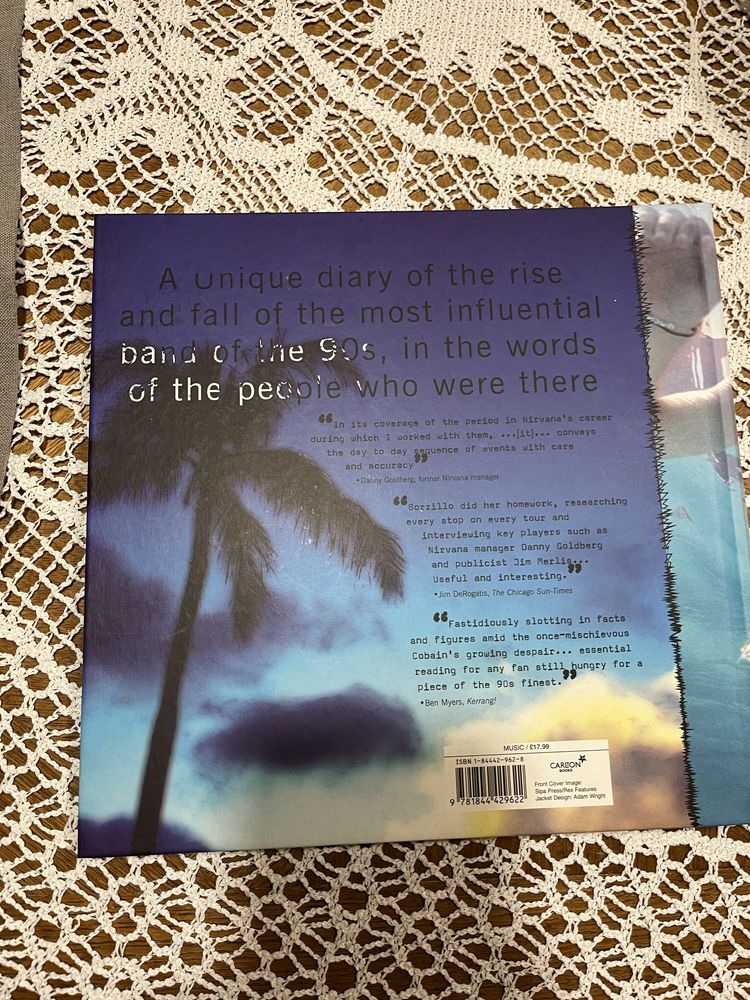 A unique diary of the rise
and fall of the most influential
band of the 90s, in the words
of the people who were there
“In its coverage of the period in Nirvana's career
during which I worked with them, ...[it]... conveys
the day to day sequence of events with care
and accuracy”
•Danny Goldberg, former Nirvana manager
“Borzillo did her homework, researching
every stop on every tour and
interviewing key players such as
Nirvana manager Danny Goldberg
and publicist Jim Merlis...
Useful and interesting.”
•Jim DeRogatis, The Chicago Sun-Times
“Fastidiously slotting in facts
and figures amid the once-mischievous
Cobain's growing despair... essential
reading for any fan still hungry for a
piece of the 90s finest.”
•Ben Myers, Kerrang!
MUSIC / £17.99
ISBN 1-84442-962-8
9 781844 429622
CARLTON
BOOKS
Front Cover Image:
Sipa Press/Rex Features
Jacket Design: Adam Wright